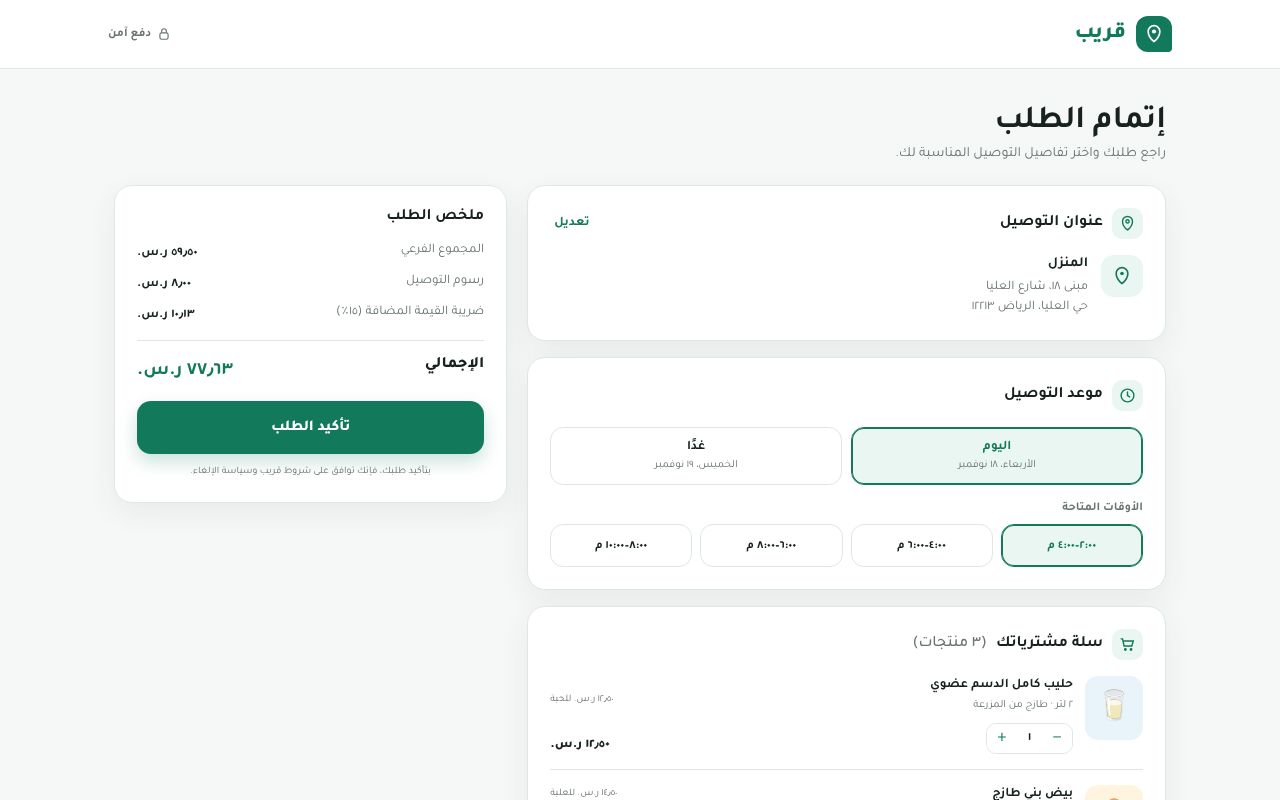 قريب
دفع آمن
إتمام الطلب
راجع طلبك واختر تفاصيل التوصيل المناسبة لك.
عنوان التوصيل
تعديل
المنزل
مبنى ١٨، شارع العليا
حي العليا، الرياض ١٢٢١٣
موعد التوصيل
اليوم
الأربعاء، ١٨ نوفمبر
غدًا
الخميس، ١٩ نوفمبر
الأوقات المتاحة
٢:٠٠–٤:٠٠ م
٤:٠٠–٦:٠٠ م
٦:٠٠–٨:٠٠ م
٨:٠٠–١٠:٠٠ م
سلة مشترياتك (٣ منتجات)
حليب كامل الدسم عضوي
٢ لتر · طازج من المزرعة
− ١ +
١٢٫٥٠ ر.س. للحبة
١٢٫٥٠ ر.س.
بيض بني طازج
١٤٫٥٠ ر.س. للعلبة
ملخص الطلب
المجموع الفرعي ٥٩٫٥٠ ر.س.
رسوم التوصيل ٨٫٠٠ ر.س.
ضريبة القيمة المضافة (١٥٪) ١٠٫١٣ ر.س.
الإجمالي ٧٧٫٦٣ ر.س.
تأكيد الطلب
بتأكيد طلبك، فإنك توافق على شروط قريب وسياسة الإلغاء.